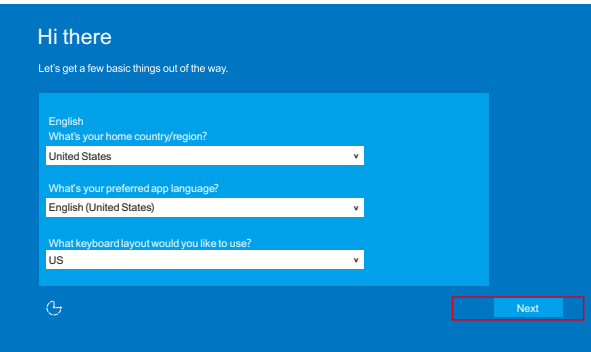 Hi there
Let's get a few basic things out of the way.
English
What's your home country/region?
United States
What's your preferred app language?
English (United States)
What keyboard layout would you like to use?
US
Next